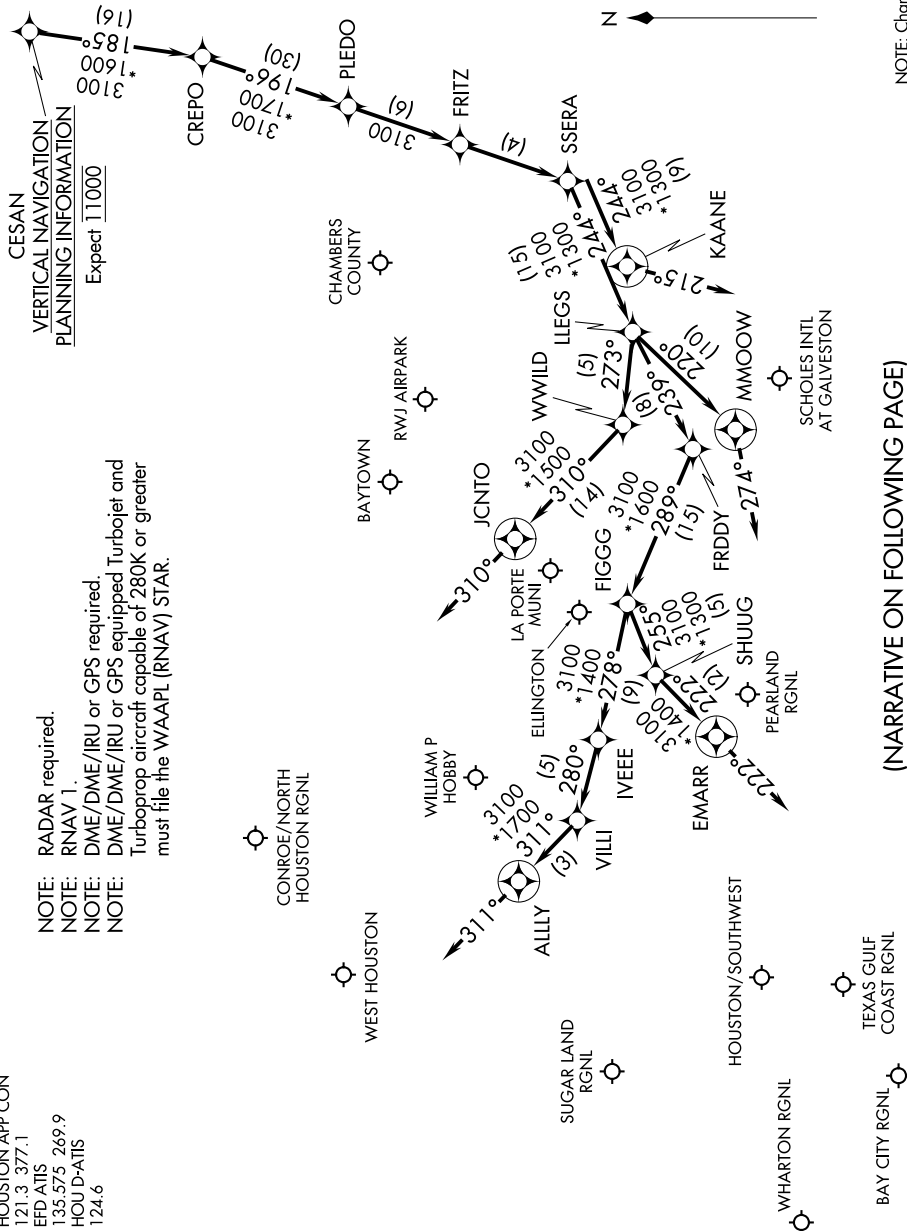 HOUSTON APP CON
121.3 377.1
EFD ATIS
135.575 269.9
HOU D-ATIS
124.6
NOTE: RADAR required.
NOTE: RNAV 1.
NOTE: DME/DME/IRU or GPS required.
NOTE: DME/DME/IRU or GPS equipped Turbojet and
Turboprop aircraft capable of 280K or greater
must file the WAAPL (RNAV) STAR.
CESAN
VERTICAL NAVIGATION
PLANNING INFORMATION
Expect 11000
3100
*1600
185°
(16)
CREPO
3100
*1700
196°
(30)
PLEDO
3100
(6)
FRITZ
(4)
SSERA
244°
3100
*1300
(9)
KAANE
215°
(15)
3100
*1300
244°
LLEGS
(5)
273°
WWILD
3100
*1500
310°
(14)
JCNTO
310°
(8)
239°
FRDDY
220°
(10)
MMOOW
274°
3100
*1600
289°
(15)
FIGGG
255°
3100
*1300
(5)
SHUUG
222°
(2)
3100
*1400
EMARR
222°
3100
*1400
278°
(9)
IVEEE
(5)
280°
VILLI
3100
*1700
311°
(3)
ALLLY
311°
CHAMBERS
COUNTY
RWJ AIRPARK
BAYTOWN
LA PORTE
MUNI
ELLINGTON
WILLIAM P
HOBBY
CONROE/NORTH
HOUSTON RGNL
WEST HOUSTON
SUGAR LAND
RGNL
HOUSTON/SOUTHWEST
PEARLAND
RGNL
SCHOLES INTL
AT GALVESTON
WHARTON RGNL
TEXAS GULF
COAST RGNL
BAY CITY RGNL
N
(NARRATIVE ON FOLLOWING PAGE)
NOTE: